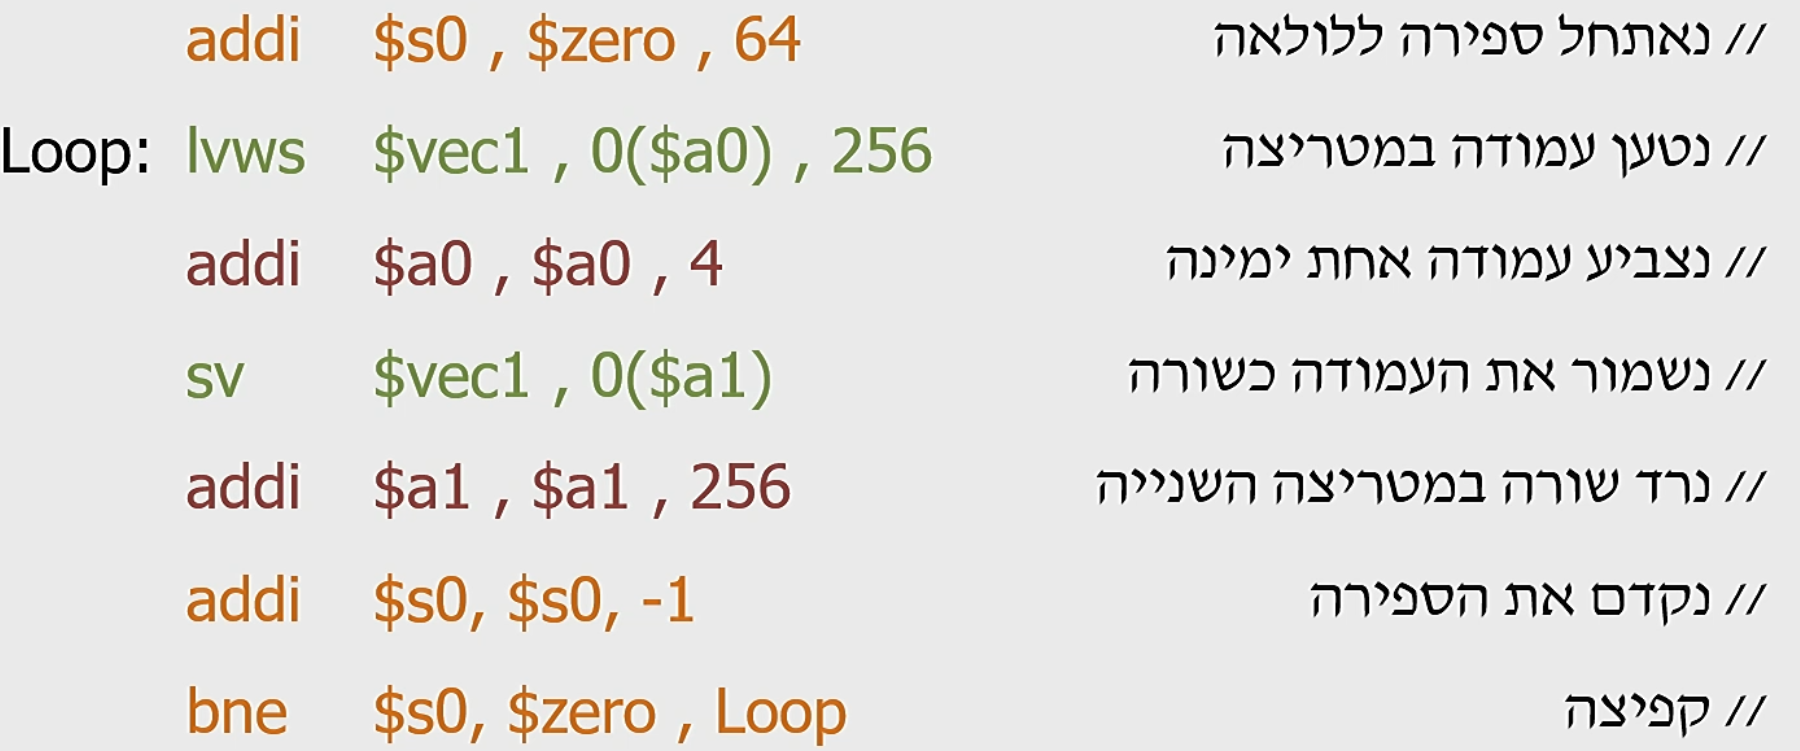 addi $s0 , $zero , 64 // נאתחל ספירה ללולאה
Loop: lvws $vec1 , 0($a0) , 256 // נטען עמודה במטריצה
addi $a0 , $a0 , 4 // נצביע עמודה אחת ימינה
sv $vec1 , 0($a1) // נשמור את העמודה כשורה
addi $a1 , $a1 , 256 // נרד שורה במטריצה השנייה
addi $s0, $s0, -1 // נקדם את הספירה
bne $s0, $zero , Loop // קפיצה